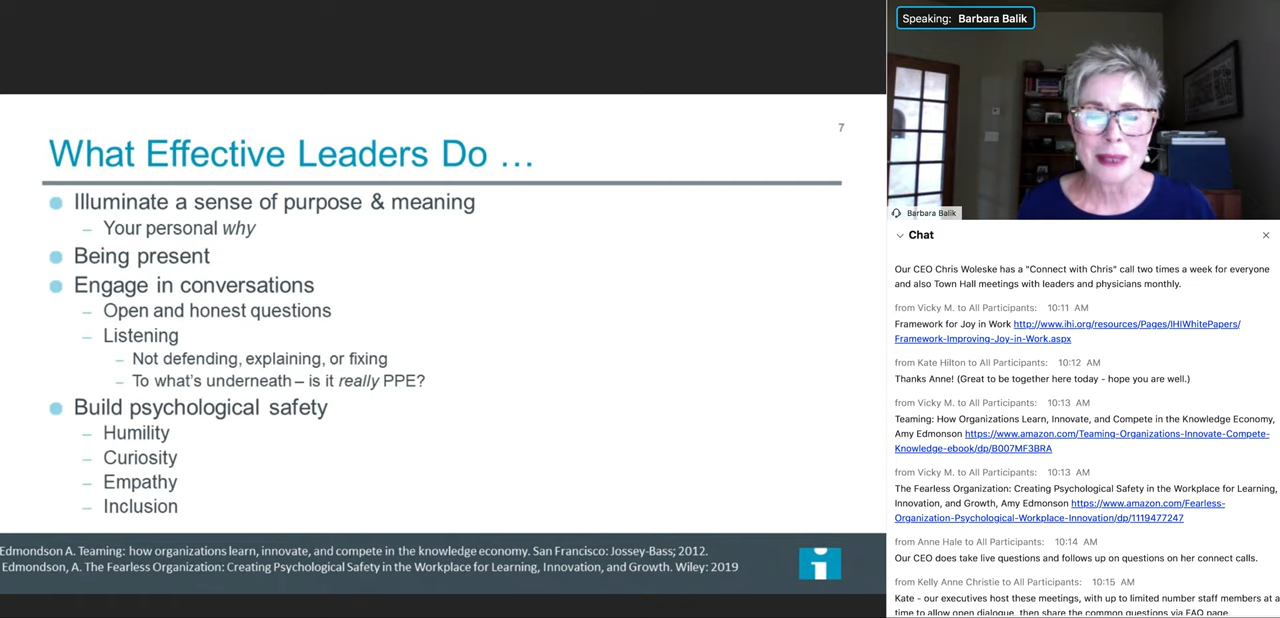 7
What Effective Leaders Do …
Illuminate a sense of purpose & meaning
– Your personal why
Being present
Engage in conversations
– Open and honest questions
– Listening
– Not defending, explaining, or fixing
– To what's underneath – is it really PPE?
Build psychological safety
– Humility
– Curiosity
– Empathy
– Inclusion
Edmondson A. Teaming: how organizations learn, innovate, and compete in the knowledge economy. San Francisco: Jossey-Bass; 2012.
Edmondson, A. The Fearless Organization: Creating Psychological Safety in the Workplace for Learning, Innovation, and Growth. Wiley: 2019
Speaking: Barbara Balik
Barbara Balik
Chat
Our CEO Chris Woleske has a "Connect with Chris" call two times a week for everyone
and also Town Hall meetings with leaders and physicians monthly.
from Vicky M. to All Participants: 10:11 AM
Framework for Joy in Work http://www.ihi.org/resources/Pages/IHIWhitePapers/
Framework-Improving-Joy-in-Work.aspx
from Kate Hilton to All Participants: 10:12 AM
Thanks Anne! (Great to be together here today - hope you are well.)
from Vicky M. to All Participants: 10:13 AM
Teaming: How Organizations Learn, Innovate, and Compete in the Knowledge Economy,
Amy Edmonson https://www.amazon.com/Teaming-Organizations-Innovate-Compete-
Knowledge-ebook/dp/B007MF3BRA
from Vicky M. to All Participants: 10:13 AM
The Fearless Organization: Creating Psychological Safety in the Workplace for Learning,
Innovation, and Growth, Amy Edmonson https://www.amazon.com/Fearless-
Organization-Psychological-Workplace-Innovation/dp/1119477247
from Anne Hale to All Participants: 10:14 AM
Our CEO does take live questions and follows up on questions on her connect calls.
from Kelly Anne Christie to All Participants: 10:15 AM
Kate - our executives host these meetings, with up to limited number staff members at a
time to allow open dialogue, then share the common questions via FAQ page.